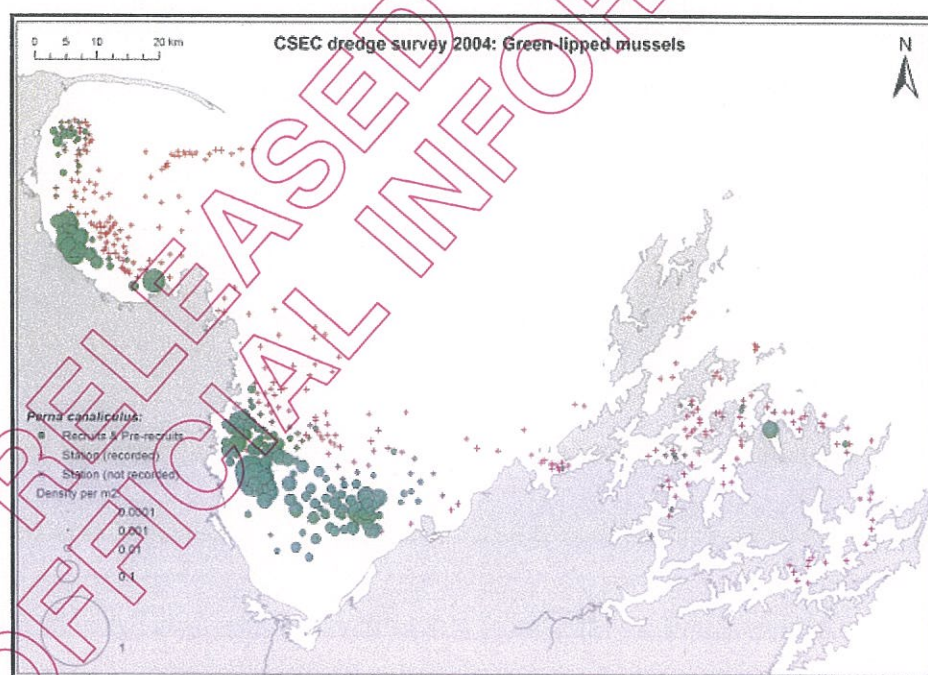 0 5 10 20 km
CSEC dredge survey 2004: Green-lipped mussels
N
Perna canaliculus:
Recruits & Pre-recruits
Station (recorded)
Station (not recorded)
Density per m2:
0.0001
0.001
0.01
0.1
1
RELEASED
OFFICIAL INFOR